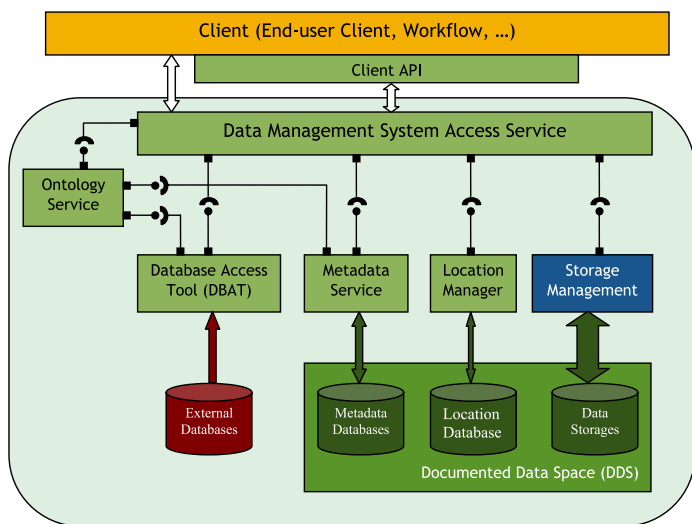 Client (End-user Client, Workflow, …)
Client API
Data Management System Access Service
Ontology
Service
Database Access
Tool (DBAT)
Metadata
Service
Location
Manager
Storage
Management
External
Databases
Metadata
Databases
Location
Database
Data
Storages
Documented Data Space (DDS)